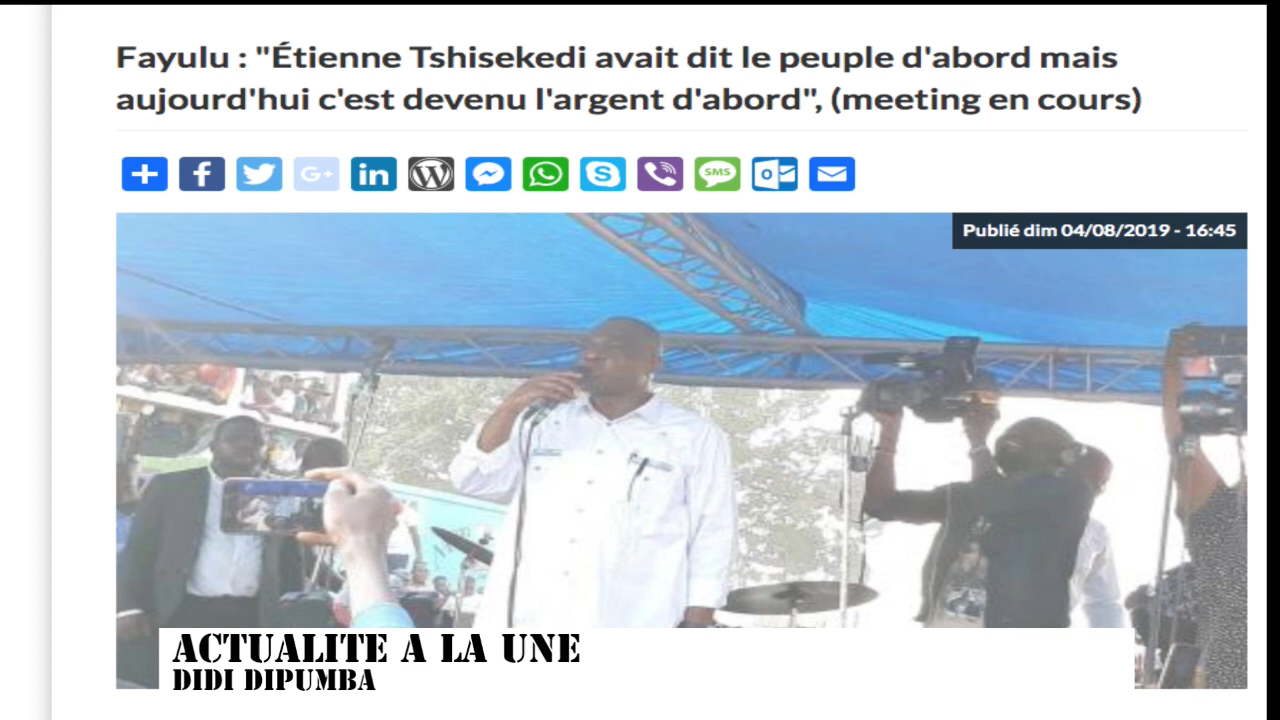 Fayulu : "Étienne Tshisekedi avait dit le peuple d'abord mais
aujourd'hui c'est devenu l'argent d'abord", (meeting en cours)
G+
in
SMS
Publié dim 04/08/2019 - 16:45
ACTUALITE A LA UNE
DIDI DIPUMBA